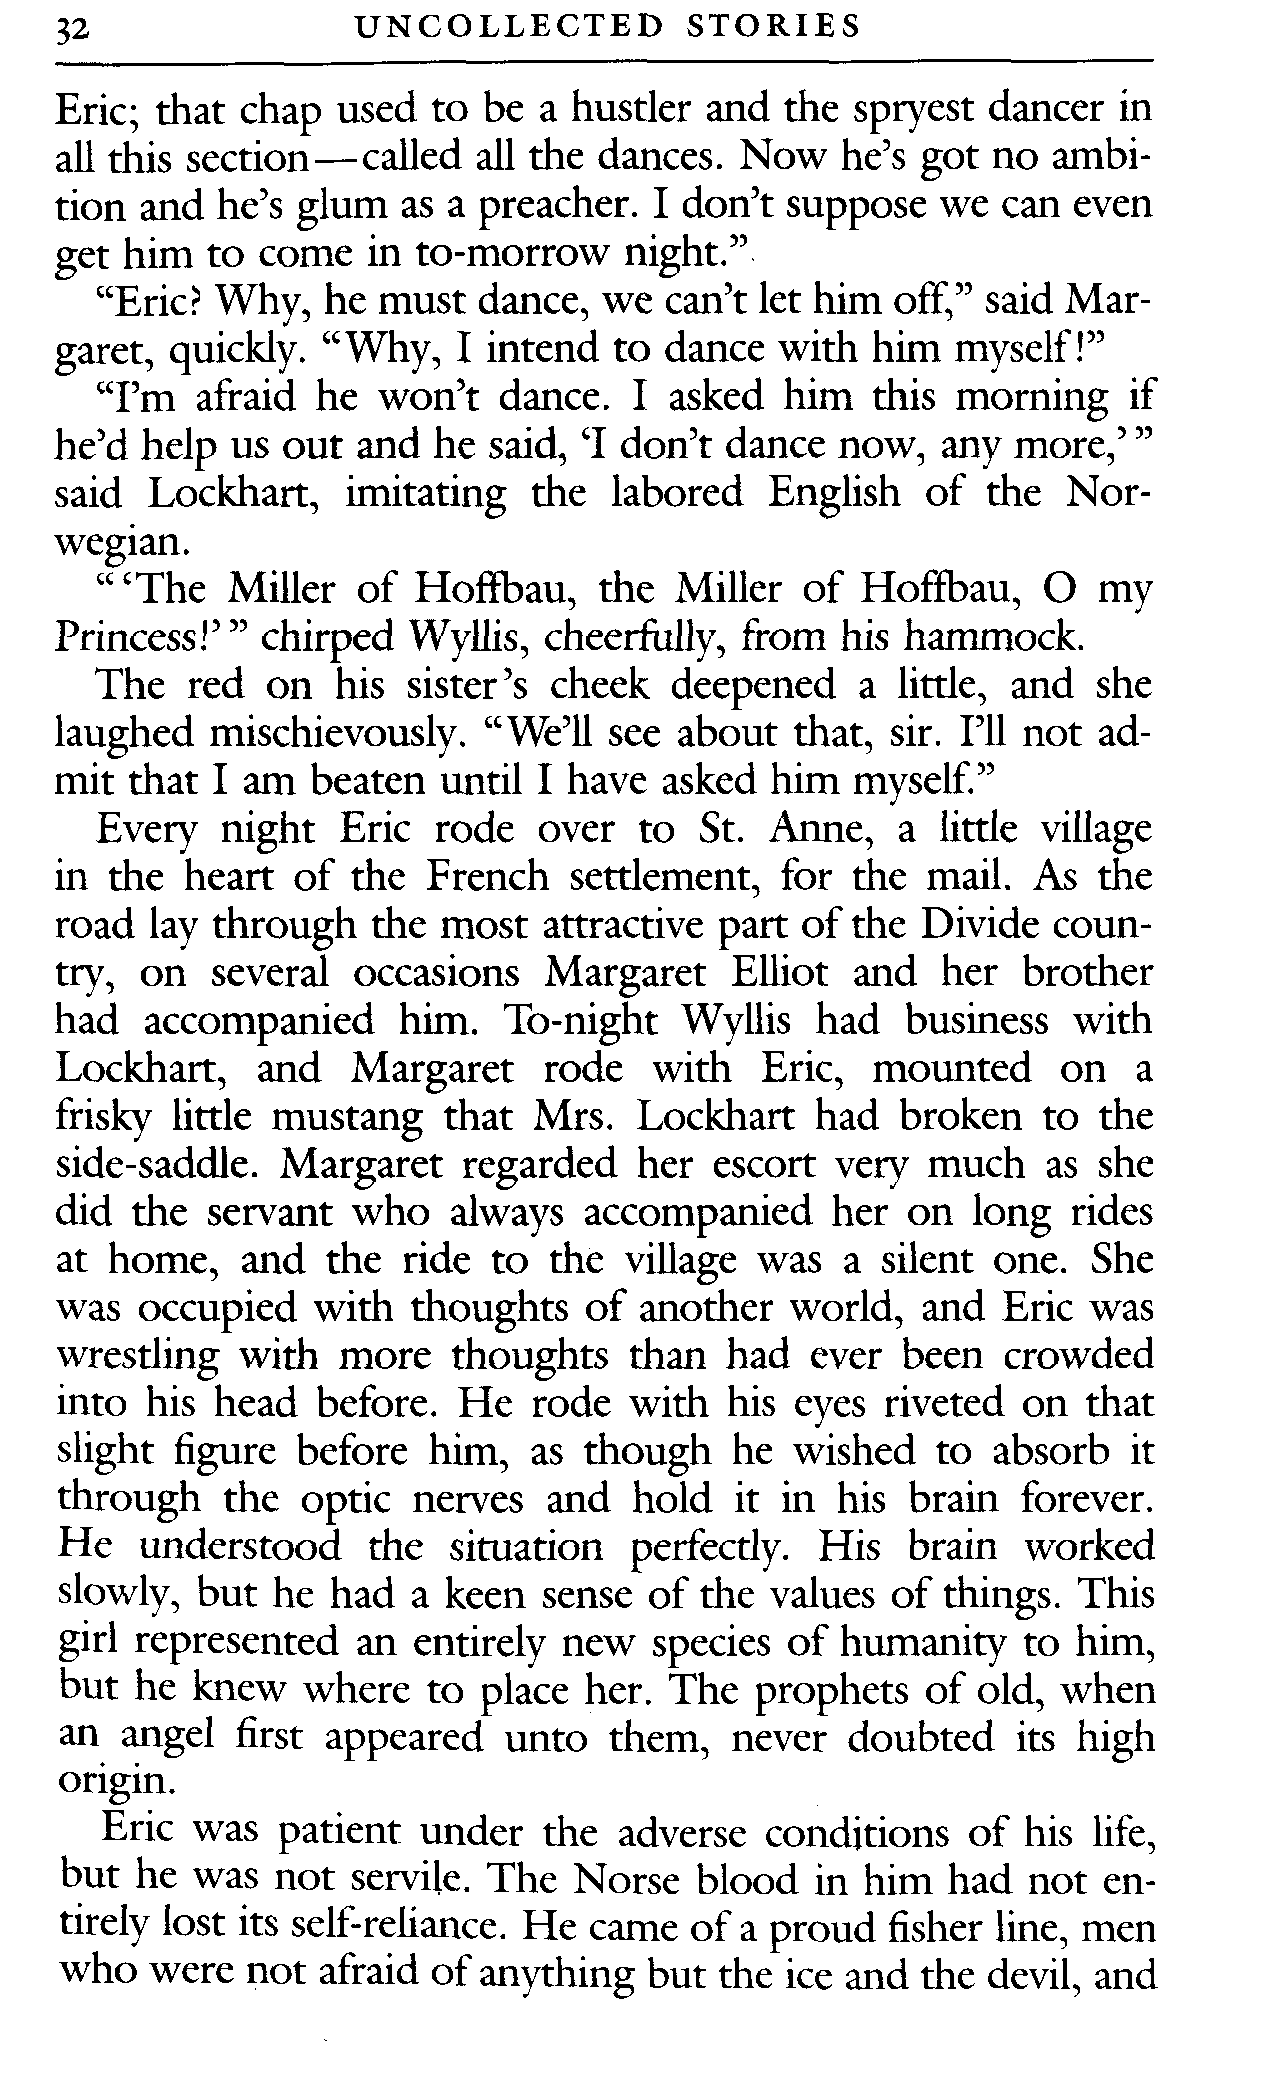 32 UNCOLLECTED STORIES
Eric; that chap used to be a hustler and the spryest dancer in
all this section—called all the dances. Now he's got no ambi-
tion and he's glum as a preacher. I don't suppose we can even
get him to come in to-morrow night."
"Eric? Why, he must dance, we can't let him off," said Mar-
garet, quickly. "Why, I intend to dance with him myself!"
"I'm afraid he won't dance. I asked him this morning if
he'd help us out and he said, 'I don't dance now, any more,'"
said Lockhart, imitating the labored English of the Nor-
wegian.
"'The Miller of Hoffbau, the Miller of Hoffbau, O my
Princess!'" chirped Wyllis, cheerfully, from his hammock.
The red on his sister's cheek deepened a little, and she
laughed mischievously. "We'll see about that, sir. I'll not ad-
mit that I am beaten until I have asked him myself."
Every night Eric rode over to St. Anne, a little village
in the heart of the French settlement, for the mail. As the
road lay through the most attractive part of the Divide coun-
try, on several occasions Margaret Elliot and her brother
had accompanied him. To-night Wyllis had business with
Lockhart, and Margaret rode with Eric, mounted on a
frisky little mustang that Mrs. Lockhart had broken to the
side-saddle. Margaret regarded her escort very much as she
did the servant who always accompanied her on long rides
at home, and the ride to the village was a silent one. She
was occupied with thoughts of another world, and Eric was
wrestling with more thoughts than had ever been crowded
into his head before. He rode with his eyes riveted on that
slight figure before him, as though he wished to absorb it
through the optic nerves and hold it in his brain forever.
He understood the situation perfectly. His brain worked
slowly, but he had a keen sense of the values of things. This
girl represented an entirely new species of humanity to him,
but he knew where to place her. The prophets of old, when
an angel first appeared unto them, never doubted its high
origin.
Eric was patient under the adverse conditions of his life,
but he was not servile. The Norse blood in him had not en-
tirely lost its self-reliance. He came of a proud fisher line, men
who were not afraid of anything but the ice and the devil, and